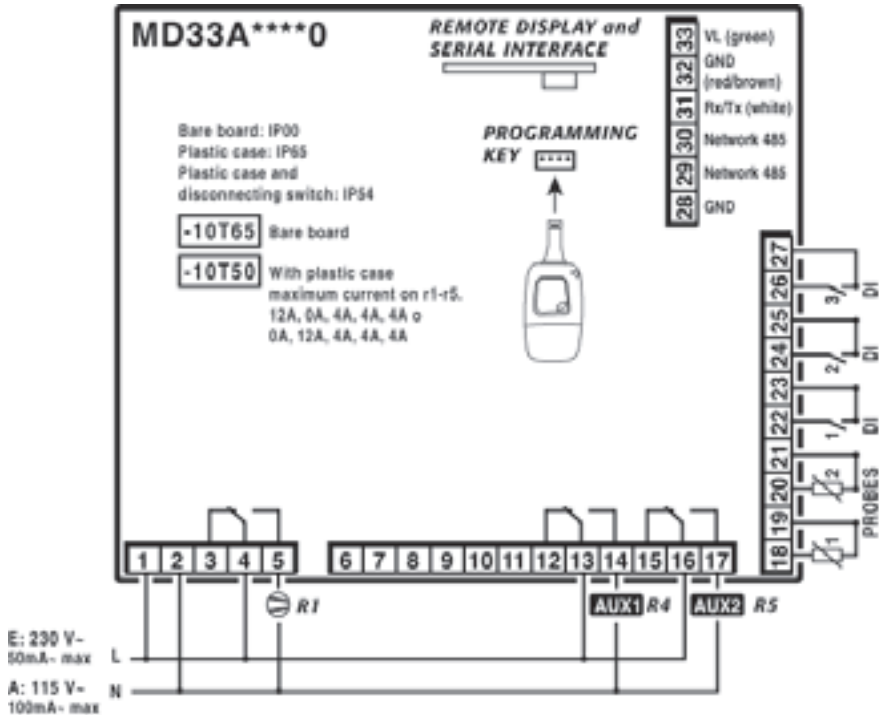 MD33A****0
REMOTE DISPLAY and
SERIAL INTERFACE
33 VL (green)
32 GND
(red/brown)
31 Rx/Tx (white)
30 Network 485
29 Network 485
28 GND
Bare board: IP00
Plastic case: IP65
Plastic case and
disconnecting switch: IP54
PROGRAMMING
KEY
-10T65 Bare board
-10T50 With plastic case
maximum current on r1-r5.
12A, 0A, 4A, 4A, 4A o
0A, 12A, 4A, 4A, 4A
27
26 3 DI
25
24 2 DI
23
22 1 DI
21
20 2
19
18 1
PROBES
1 2 3 4 5 6 7 8 9 10 11 12 13 14 15 16 17
R1 AUX1 R4 AUX2 R5
E: 230 V~
50mA~ max L
A: 115 V~ N
100mA~ max